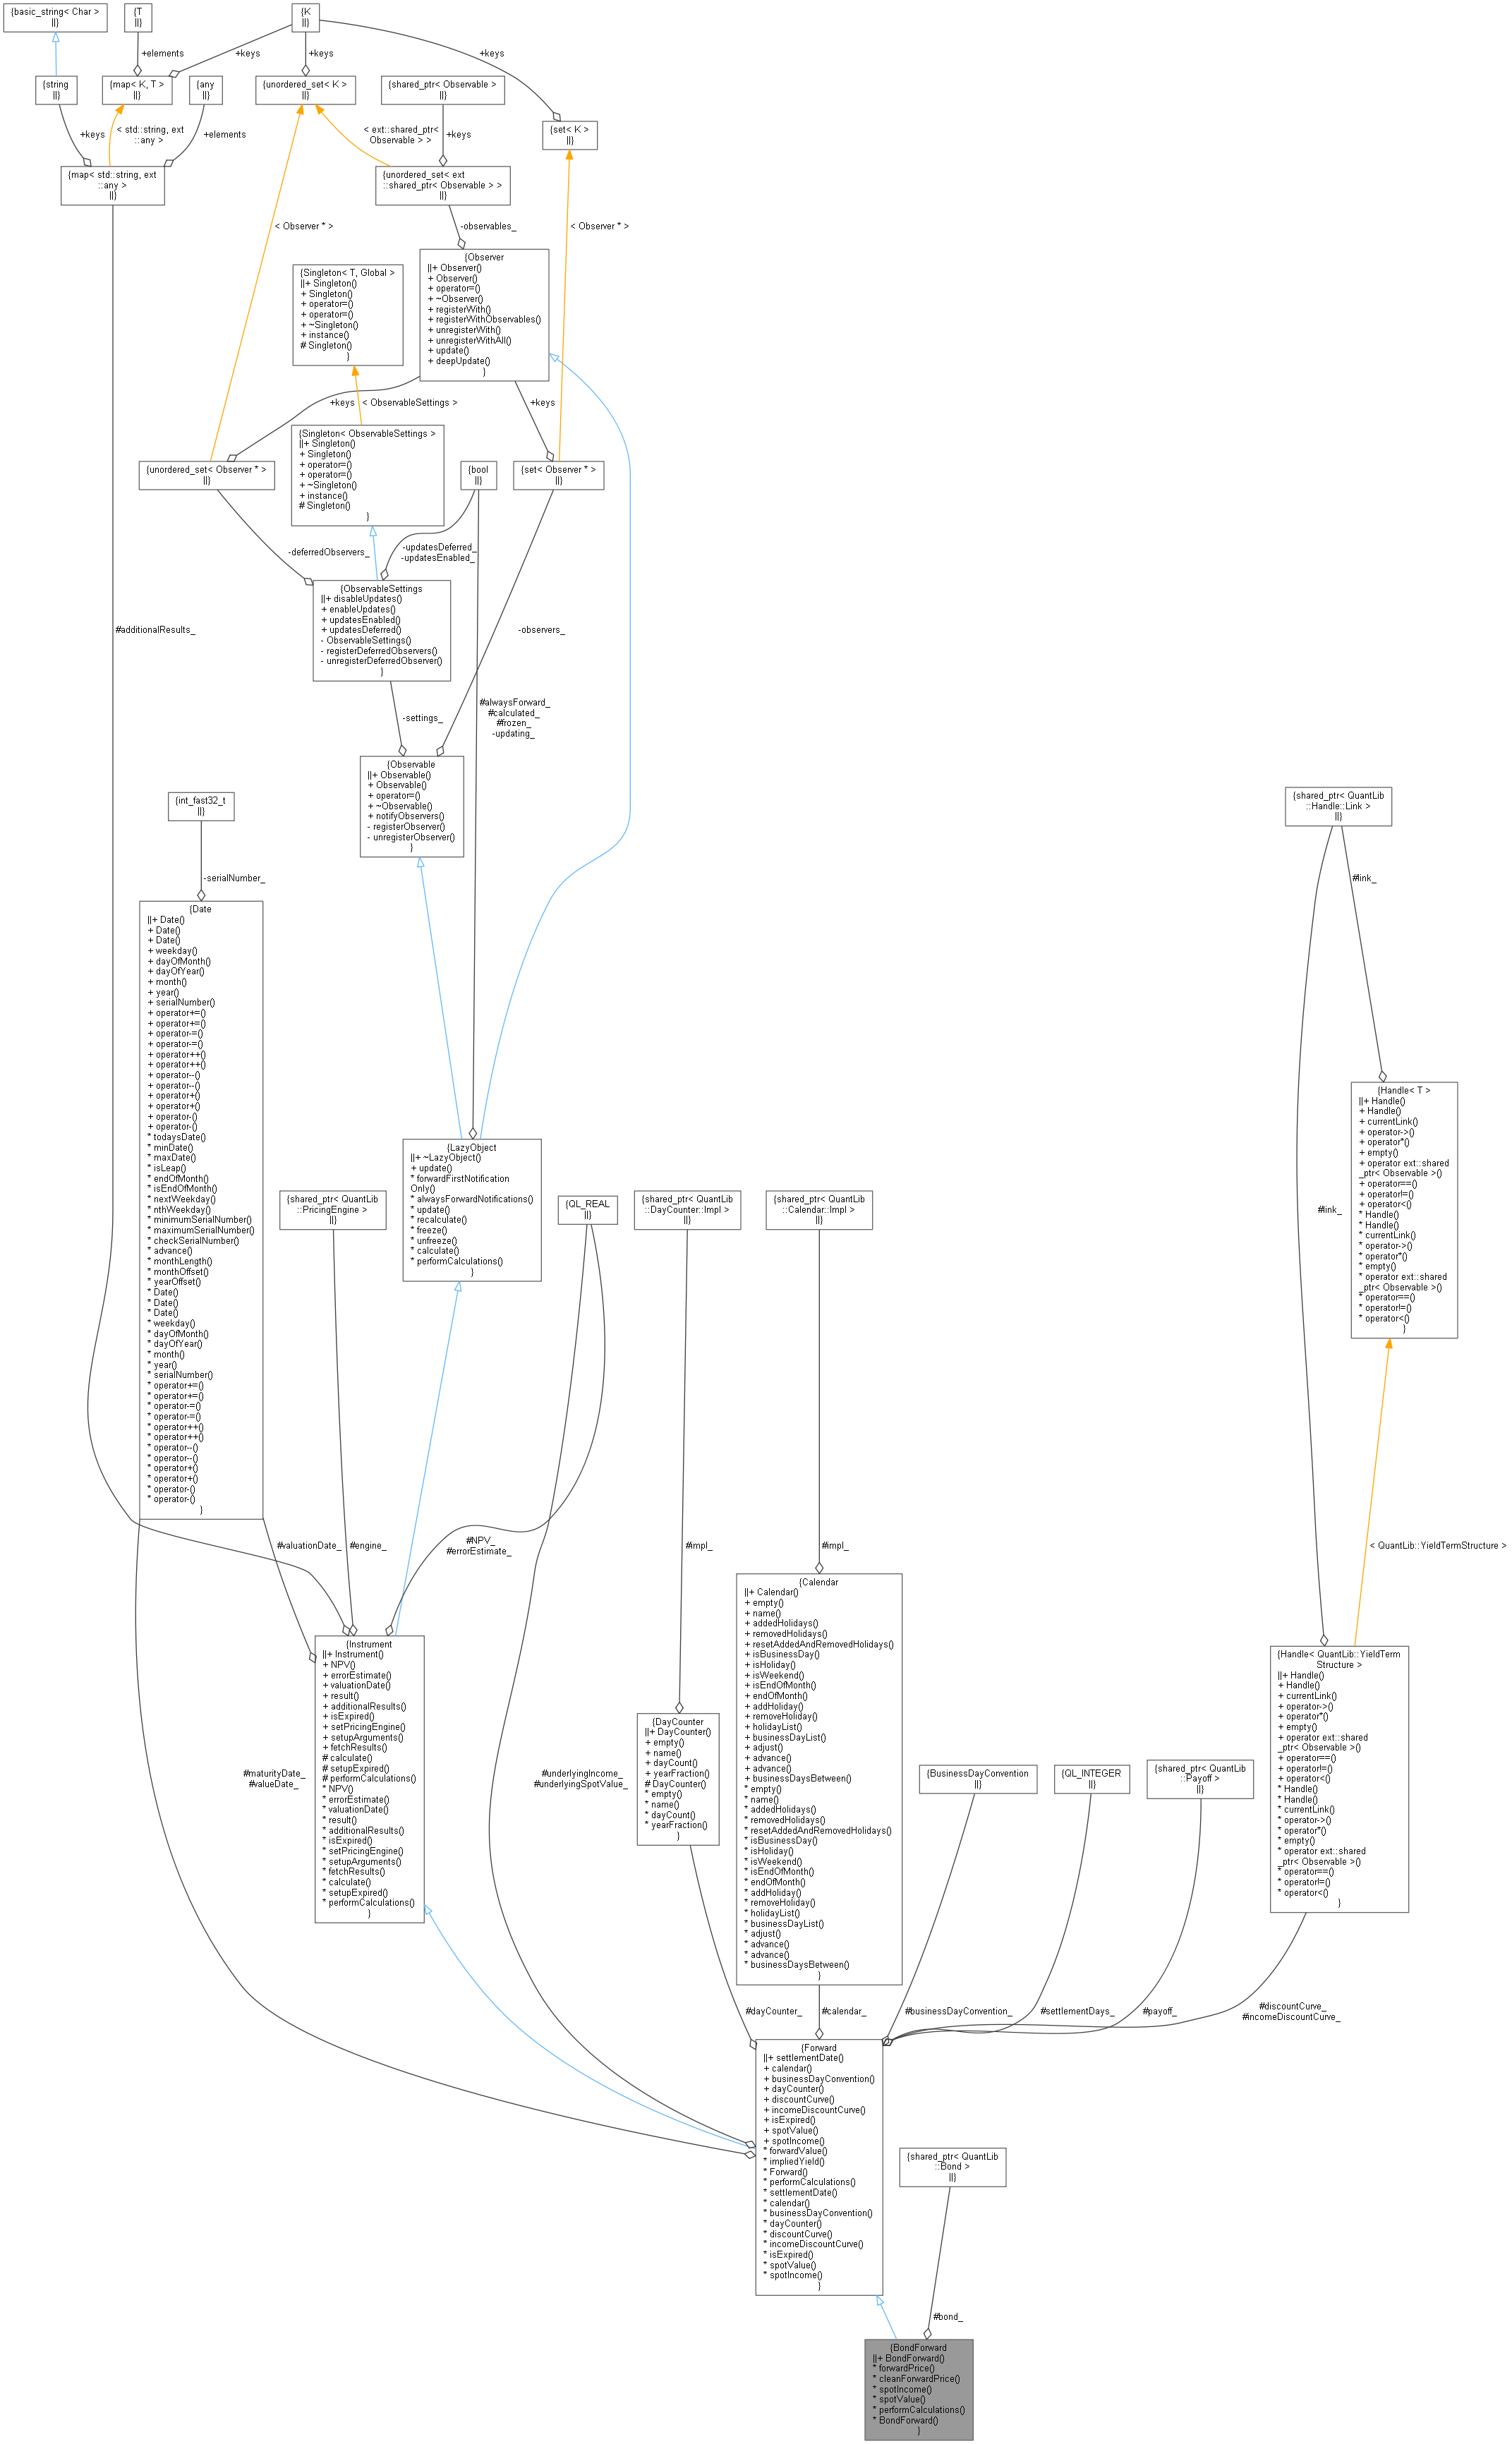 {basic_string< Char >
||}
{T
||}
{K
||}
+elements
+keys
+keys
+keys
{string
||}
{map< K, T >
||}
{any
||}
{unordered_set< K >
||}
{shared_ptr< Observable >
||}
{set< K >
||}
+keys
< std::string, ext
::any >
+elements
< ext::shared_ptr<
Observable > >
+keys
{map< std::string, ext
::any >
||}
{unordered_set< ext
::shared_ptr< Observable > >
||}
< Observer * >
-observables_
< Observer * >
{Singleton< T, Global >
||+ Singleton()
+ Singleton()
+ operator=()
+ operator=()
+ ~Singleton()
+ instance()
# Singleton()
}
{Observer
||+ Observer()
+ Observer()
+ operator=()
+ ~Observer()
+ registerWith()
+ registerWithObservables()
+ unregisterWith()
+ unregisterWithAll()
+ update()
+ deepUpdate()
}
+keys
< ObservableSettings >
+keys
{unordered_set< Observer * >
||}
{Singleton< ObservableSettings >
||+ Singleton()
+ Singleton()
+ operator=()
+ operator=()
+ ~Singleton()
+ instance()
# Singleton()
}
{bool
||}
{set< Observer * >
||}
-deferredObservers_
-updatesDeferred_
-updatesEnabled_
{ObservableSettings
||+ disableUpdates()
+ enableUpdates()
+ updatesEnabled()
+ updatesDeferred()
- ObservableSettings()
- registerDeferredObservers()
- unregisterDeferredObserver()
}
#additionalResults_
-observers_
-settings_
#alwaysForward_
#calculated_
#frozen_
-updating_
{Observable
||+ Observable()
+ Observable()
+ operator=()
+ ~Observable()
+ notifyObservers()
- registerObserver()
- unregisterObserver()
}
{int_fast32_t
||}
-serialNumber_
{shared_ptr< QuantLib
::Handle::Link >
||}
#link_
{Date
||+ Date()
+ Date()
+ Date()
+ weekday()
+ dayOfMonth()
+ dayOfYear()
+ month()
+ year()
+ serialNumber()
+ operator+=()
+ operator+=()
+ operator-=()
+ operator-=()
+ operator++()
+ operator++()
+ operator--()
+ operator--()
+ operator+()
+ operator+()
+ operator-()
+ operator-()
* todaysDate()
* minDate()
* maxDate()
* isLeap()
* endOfMonth()
* isEndOfMonth()
* nextWeekday()
* nthWeekday()
* minimumSerialNumber()
* maximumSerialNumber()
* checkSerialNumber()
* advance()
* monthLength()
* monthOffset()
* yearOffset()
* Date()
* Date()
* Date()
* weekday()
* dayOfMonth()
* dayOfYear()
* month()
* year()
* serialNumber()
* operator+=()
* operator+=()
* operator-=()
* operator-=()
* operator++()
* operator++()
* operator--()
* operator--()
* operator+()
* operator+()
* operator-()
* operator-()
}
{Handle< T >
||+ Handle()
+ Handle()
+ currentLink()
+ operator->()
+ operator*()
+ empty()
+ operator ext::shared
_ptr< Observable >()
+ operator==()
+ operator!=()
+ operator<()
* Handle()
* Handle()
* currentLink()
* operator->()
* operator*()
* empty()
* operator ext::shared
_ptr< Observable >()
* operator==()
* operator!=()
* operator<()
}
#link_
{LazyObject
||+ ~LazyObject()
+ update()
* forwardFirstNotification
Only()
* alwaysForwardNotifications()
* update()
* recalculate()
* freeze()
* unfreeze()
* calculate()
* performCalculations()
}
{shared_ptr< QuantLib
::PricingEngine >
||}
{QL_REAL
||}
{shared_ptr< QuantLib
::DayCounter::Impl >
||}
{shared_ptr< QuantLib
::Calendar::Impl >
||}
#valuationDate_
#engine_
#NPV_
#errorEstimate_
#impl_
#impl_
< QuantLib::YieldTermStructure >
{Instrument
||+ Instrument()
+ NPV()
+ errorEstimate()
+ valuationDate()
+ result()
+ additionalResults()
+ isExpired()
+ setPricingEngine()
+ setupArguments()
+ fetchResults()
# calculate()
# setupExpired()
# performCalculations()
* NPV()
* errorEstimate()
* valuationDate()
* result()
* additionalResults()
* isExpired()
* setPricingEngine()
* setupArguments()
* fetchResults()
* calculate()
* setupExpired()
* performCalculations()
}
{DayCounter
||+ DayCounter()
+ empty()
+ name()
+ dayCount()
+ yearFraction()
# DayCounter()
* empty()
* name()
* dayCount()
* yearFraction()
}
{Calendar
||+ Calendar()
+ empty()
+ name()
+ addedHolidays()
+ removedHolidays()
+ resetAddedAndRemovedHolidays()
+ isBusinessDay()
+ isHoliday()
+ isWeekend()
+ isEndOfMonth()
+ endOfMonth()
+ addHoliday()
+ removeHoliday()
+ holidayList()
+ businessDayList()
+ adjust()
+ advance()
+ advance()
+ businessDaysBetween()
* empty()
* name()
* addedHolidays()
* removedHolidays()
* resetAddedAndRemovedHolidays()
* isBusinessDay()
* isHoliday()
* isWeekend()
* isEndOfMonth()
* endOfMonth()
* addHoliday()
* removeHoliday()
* holidayList()
* businessDayList()
* adjust()
* advance()
* advance()
* businessDaysBetween()
}
{Handle< QuantLib::YieldTerm
Structure >
||+ Handle()
+ Handle()
+ currentLink()
+ operator->()
+ operator*()
+ empty()
+ operator ext::shared
_ptr< Observable >()
+ operator==()
+ operator!=()
+ operator<()
* Handle()
* Handle()
* currentLink()
* operator->()
* operator*()
* empty()
* operator ext::shared
_ptr< Observable >()
* operator==()
* operator!=()
* operator<()
}
#maturityDate_
#valueDate_
#underlyingIncome_
#underlyingSpotValue_
{BusinessDayConvention
||}
{QL_INTEGER
||}
{shared_ptr< QuantLib
::Payoff >
||}
#dayCounter_
#calendar_
#businessDayConvention_
#settlementDays_
#payoff_
#discountCurve_
#incomeDiscountCurve_
{Forward
||+ settlementDate()
+ calendar()
+ businessDayConvention()
+ dayCounter()
+ discountCurve()
+ incomeDiscountCurve()
+ isExpired()
+ spotValue()
+ spotIncome()
* forwardValue()
* impliedYield()
* Forward()
* performCalculations()
* settlementDate()
* calendar()
* businessDayConvention()
* dayCounter()
* discountCurve()
* incomeDiscountCurve()
* isExpired()
* spotValue()
* spotIncome()
}
{shared_ptr< QuantLib
::Bond >
||}
#bond_
{BondForward
||+ BondForward()
* forwardPrice()
* cleanForwardPrice()
* spotIncome()
* spotValue()
* performCalculations()
* BondForward()
}